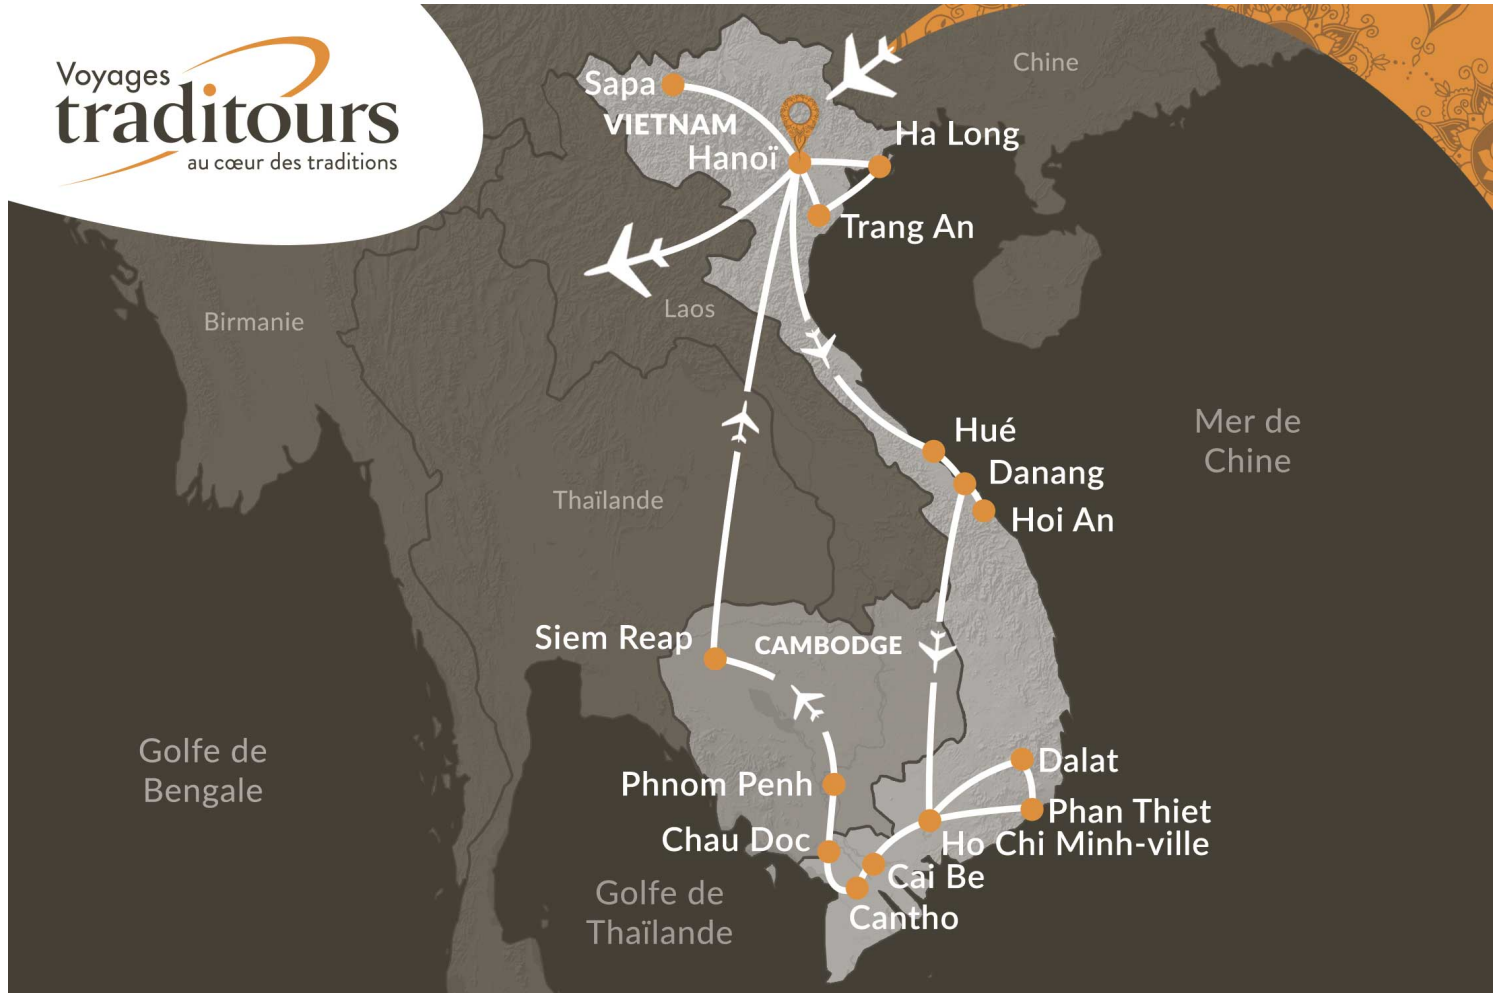 Voyages
traditours
au cœur des traditions
Chine
Sapa
VIETNAM
Hanoï
Ha Long
Trang An
Birmanie
Laos
Mer de
Chine
Hué
Danang
Hoi An
Thaïlande
Siem Reap
CAMBODGE
Golfe de
Bengale
Dalat
Phnom Penh
Phan Thiet
Chau Doc
Ho Chi Minh-ville
Cai Be
Golfe de
Thaïlande
Cantho